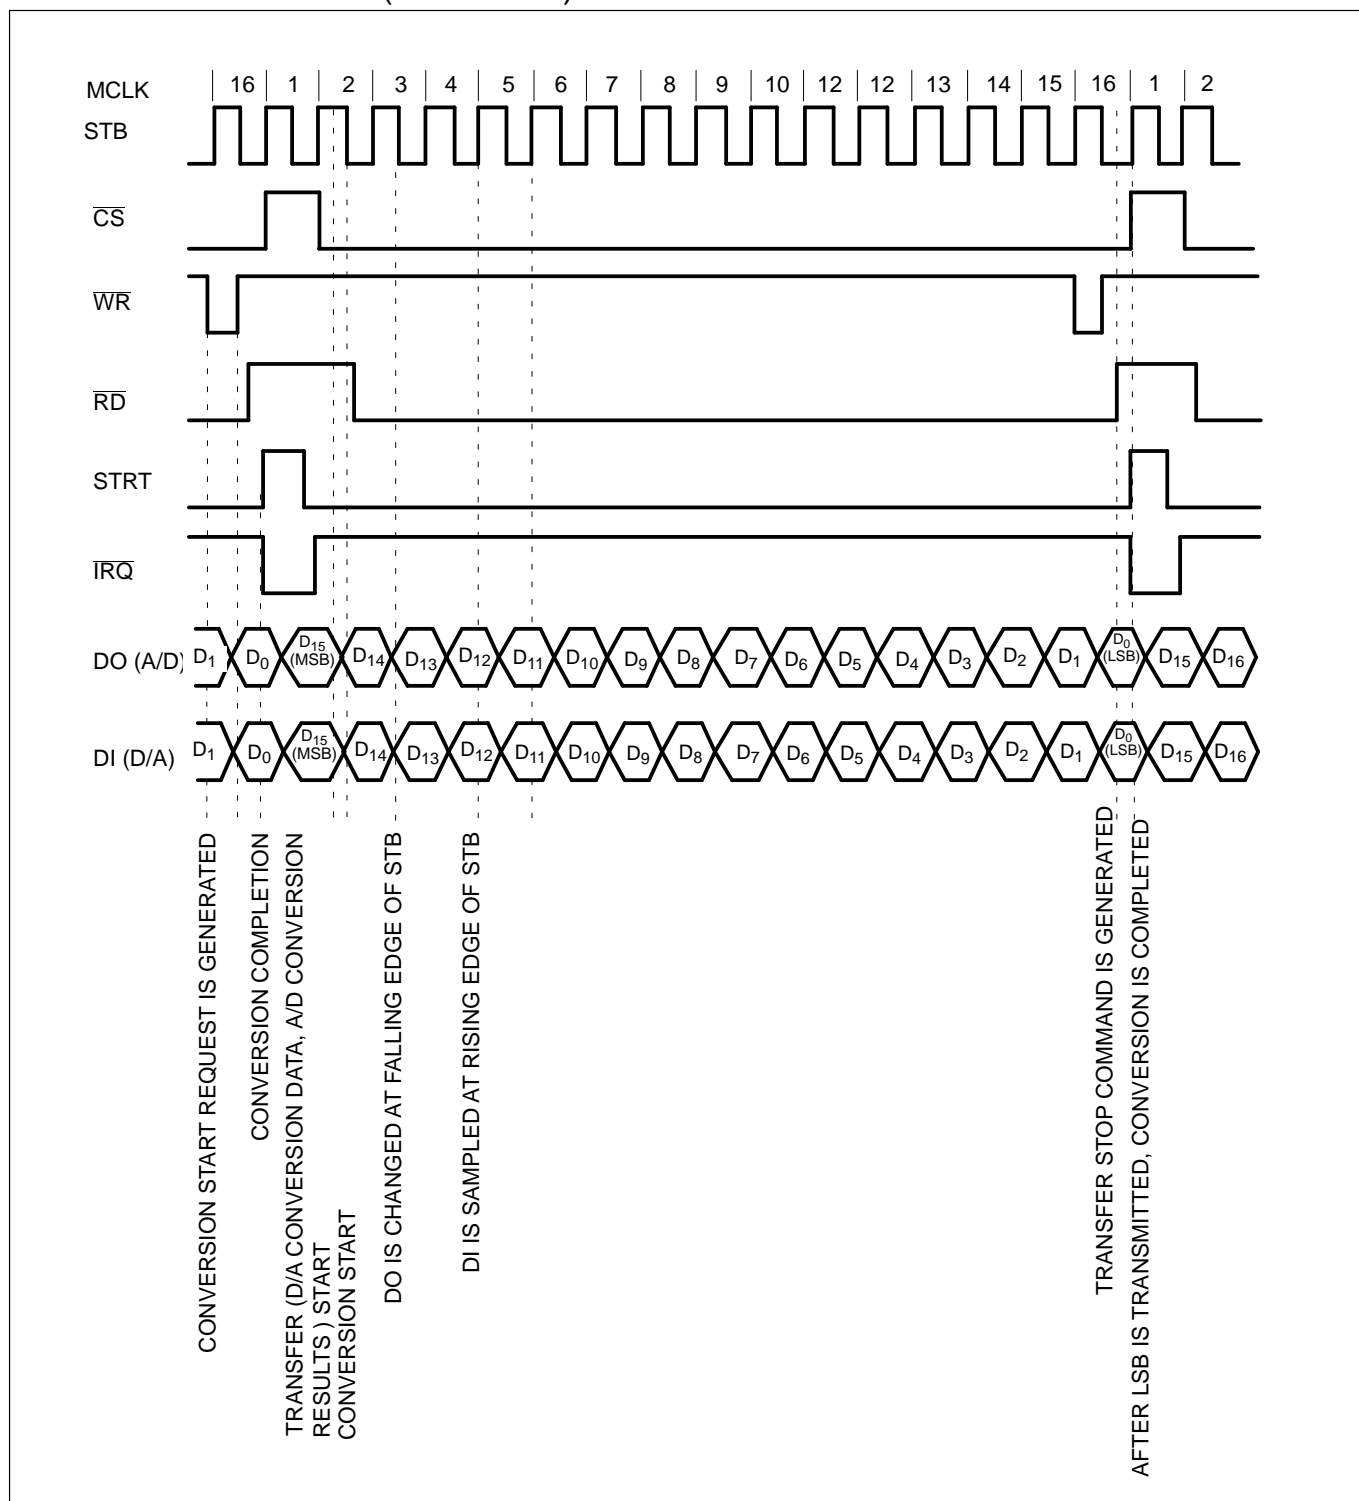 MCLK 16 1 2 3 4 5 6 7 8 9 10 12 12 13 14 15 16 1 2
STB
CS
WR
RD
STRT
IRQ
DO (A/D) D1 D0 D15 (MSB) D14 D13 D12 D11 D10 D9 D8 D7 D6 D5 D4 D3 D2 D1 D0 (LSB) D15 D16
DI (D/A) D1 D0 D15 (MSB) D14 D13 D12 D11 D10 D9 D8 D7 D6 D5 D4 D3 D2 D1 D0 (LSB) D15 D16
CONVERSION START REQUEST IS GENERATED
CONVERSION COMPLETION
TRANSFER (D/A CONVERSION DATA, A/D CONVERSION
RESULTS ) START
CONVERSION START
DO IS CHANGED AT FALLING EDGE OF STB
DI IS SAMPLED AT RISING EDGE OF STB
TRANSFER STOP COMMAND IS GENERATED
AFTER LSB IS TRANSMITTED, CONVERSION IS COMPLETED